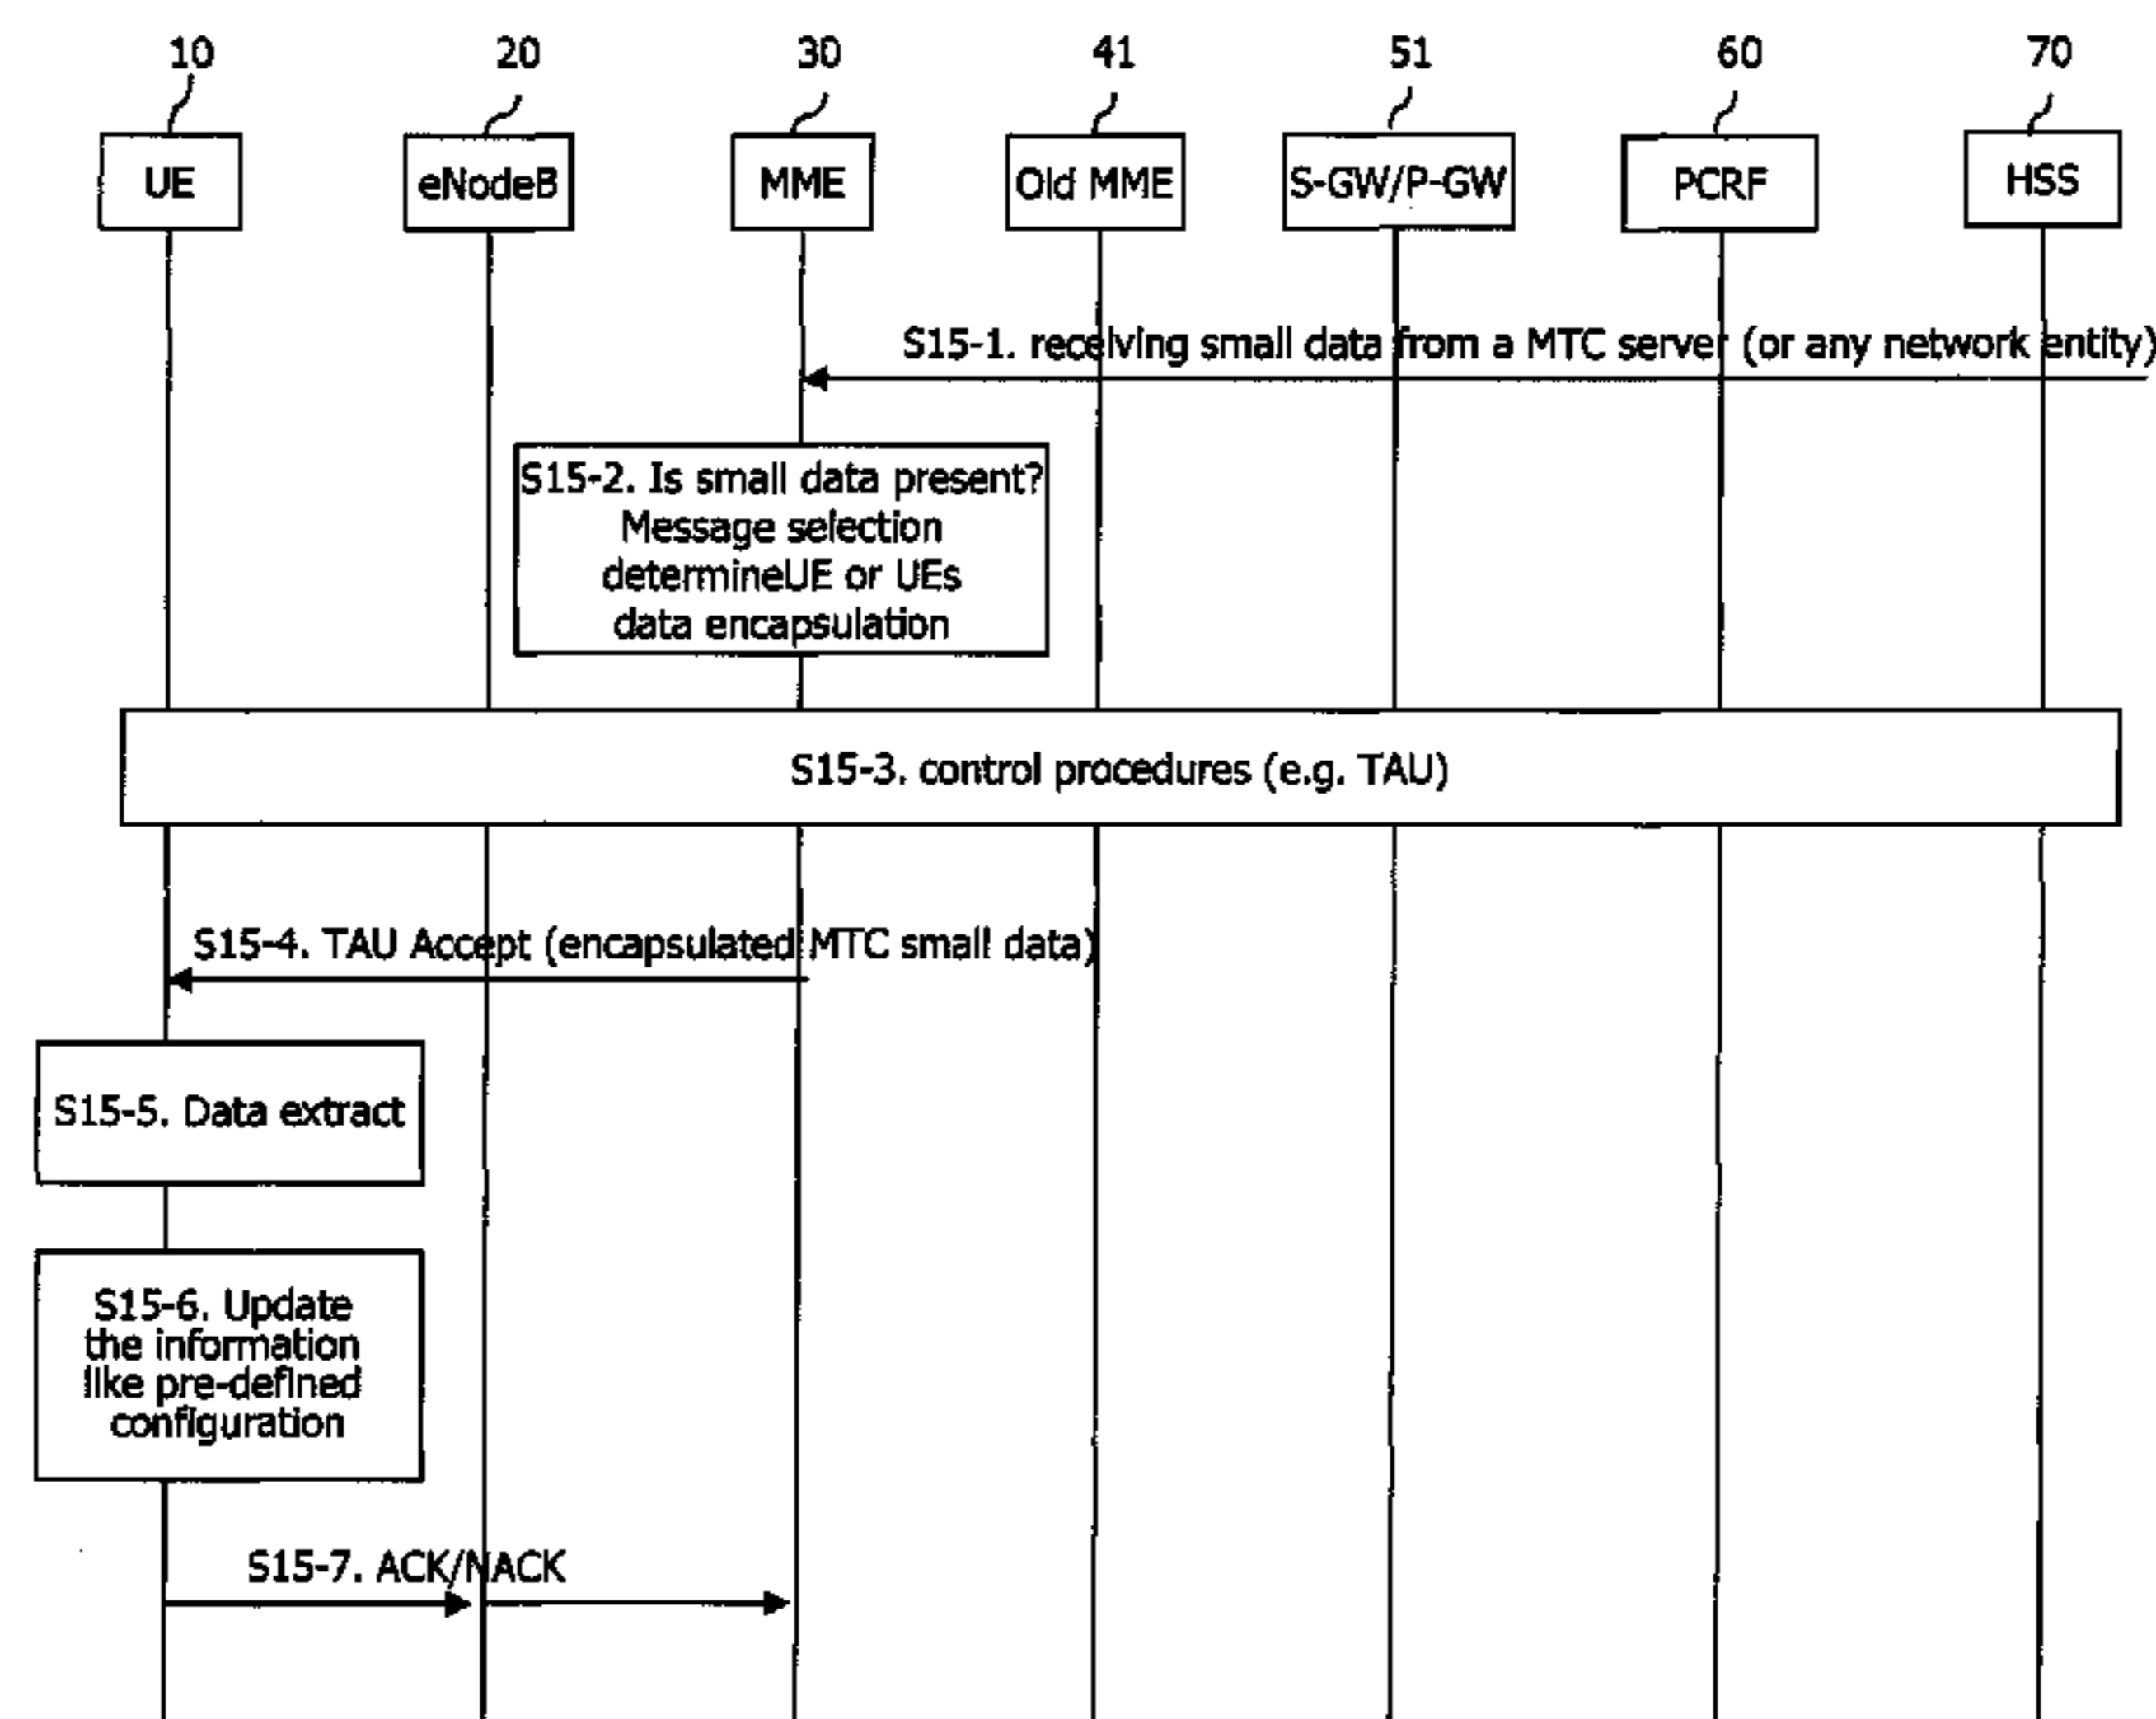 10 20 30 41 51 60 70
UE eNodeB MME Old MME S-GW/P-GW PCRF HSS
S15-1. receiving small data from a MTC server (or any network entity)
S15-2. Is small data present?
Message selection
determineUE or UEs
data encapsulation
S15-3. control procedures (e.g. TAU)
S15-4. TAU Accept (encapsulated MTC small data)
S15-5. Data extract
S15-6. Update
the information
like pre-defined
configuration
S15-7. ACK/NACK